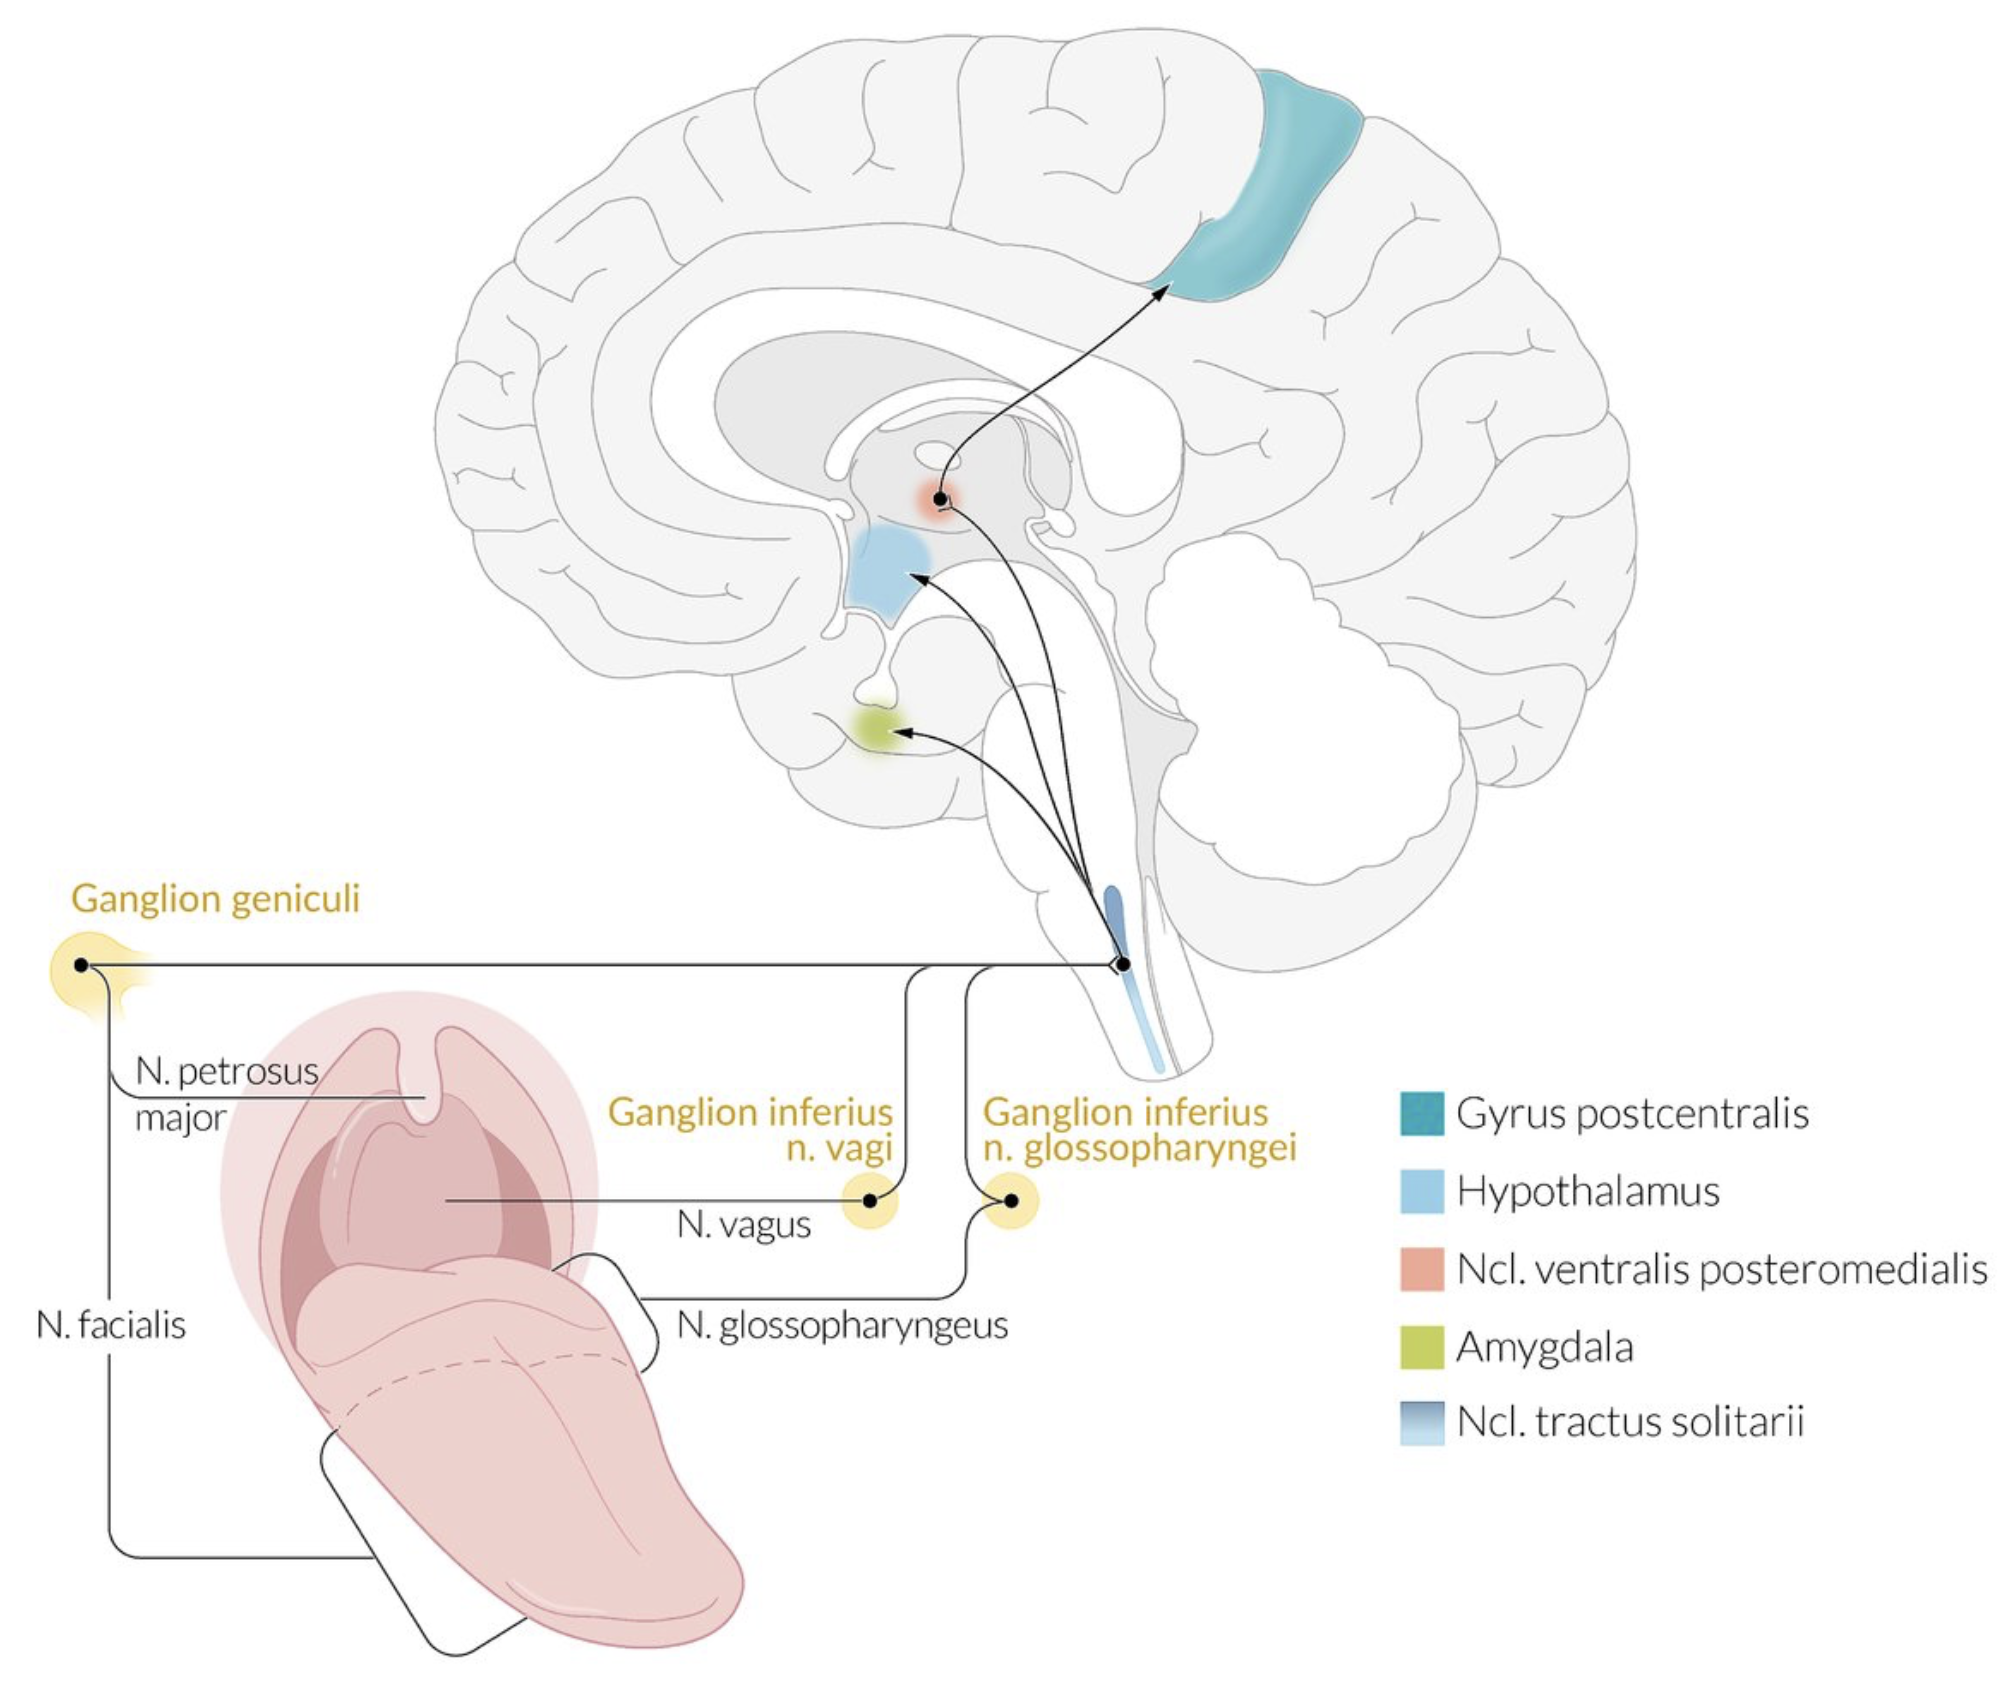 Ganglion geniculi
N. petrosus
major
Ganglion inferius
n. vagi
Ganglion inferius
n. glossopharyngei
N. vagus
N. facialis
N. glossopharyngeus
Gyrus postcentralis
Hypothalamus
Ncl. ventralis posteromedialis
Amygdala
Ncl. tractus solitarii